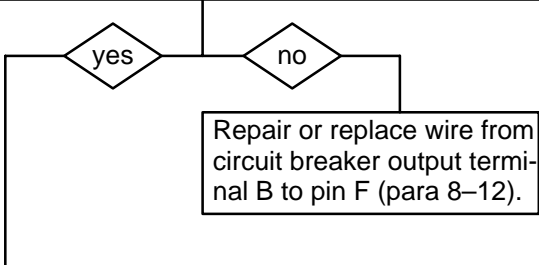 yes
no
Repair or replace wire from
circuit breaker output termi-
nal B to pin F (para 8–12).